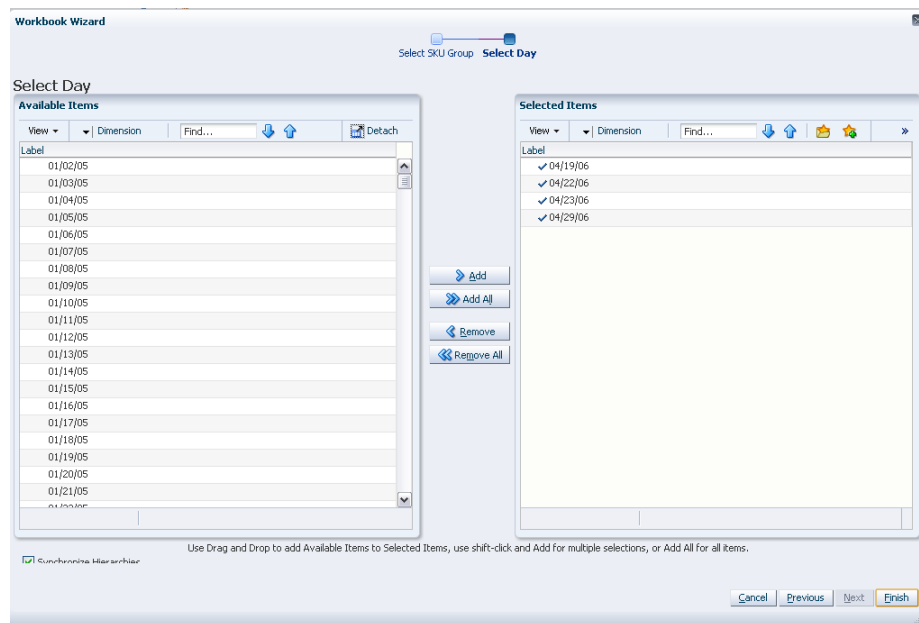 Workbook Wizard
Select SKU Group Select Day
Select Day
Available Items
View Dimension Find... Detach
Label
01/02/05
01/03/05
01/04/05
01/05/05
01/06/05
01/07/05
01/08/05
01/09/05
01/10/05
01/11/05
01/12/05
01/13/05
01/14/05
01/15/05
01/16/05
01/17/05
01/18/05
01/19/05
01/20/05
01/21/05
Add
Add All
Remove
Remove All
Selected Items
View Dimension Find... »
Label
04/19/06
04/22/06
04/23/06
04/29/06
Use Drag and Drop to add Available Items to Selected Items, use shift-click and Add for multiple selections, or Add All for all items.
Synchronize Hierarchies
Cancel Previous Next Finish